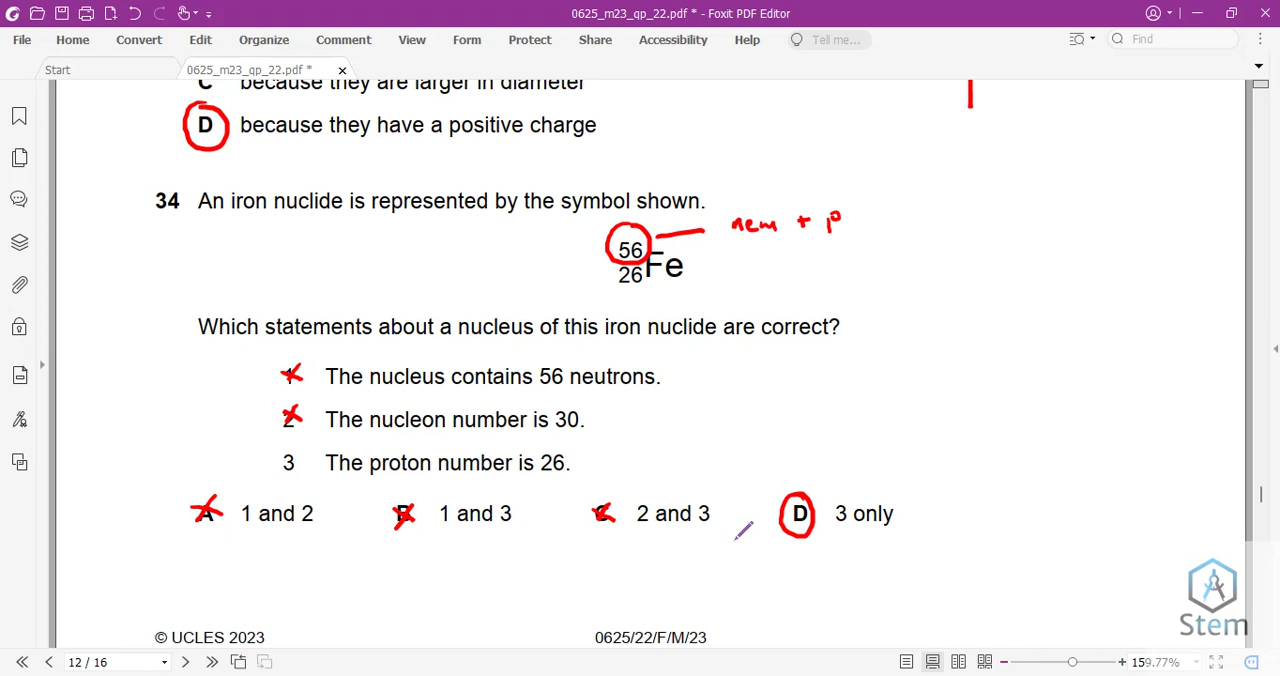 0625_m23_qp_22.pdf * - Foxit PDF Editor
File Home Convert Edit Organize Comment View Form Protect Share Accessibility Help Tell me... Find
Start 0625_m23_qp_22.pdf *
C because they are larger in diameter
D because they have a positive charge
34 An iron nuclide is represented by the symbol shown.
56
26
Fe
Which statements about a nucleus of this iron nuclide are correct?
1 The nucleus contains 56 neutrons.
2 The nucleon number is 30.
3 The proton number is 26.
A 1 and 2 B 1 and 3 C 2 and 3 D 3 only
Stem
© UCLES 2023 0625/22/F/M/23
12 / 16 159.77%